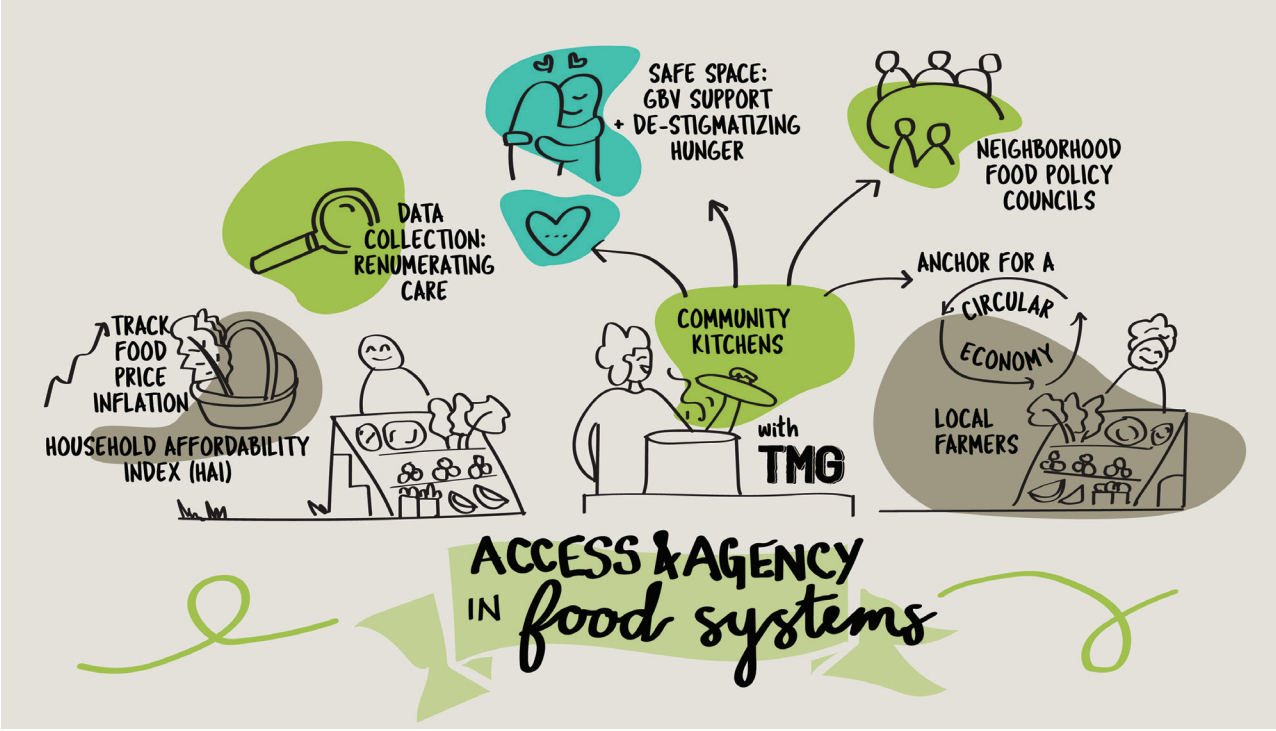 SAFE SPACE:
GBV SUPPORT
+ DE-STIGMATIZING
HUNGER
NEIGHBORHOOD
FOOD POLICY
COUNCILS
DATA
COLLECTION:
RENUMERATING
CARE
ANCHOR FOR A
CIRCULAR
ECONOMY
TRACK
FOOD
PRICE
INFLATION
HOUSEHOLD AFFORDABILITY
INDEX (HAI)
COMMUNITY
KITCHENS
with
TMG
LOCAL
FARMERS
ACCESS & AGENCY
IN food systems